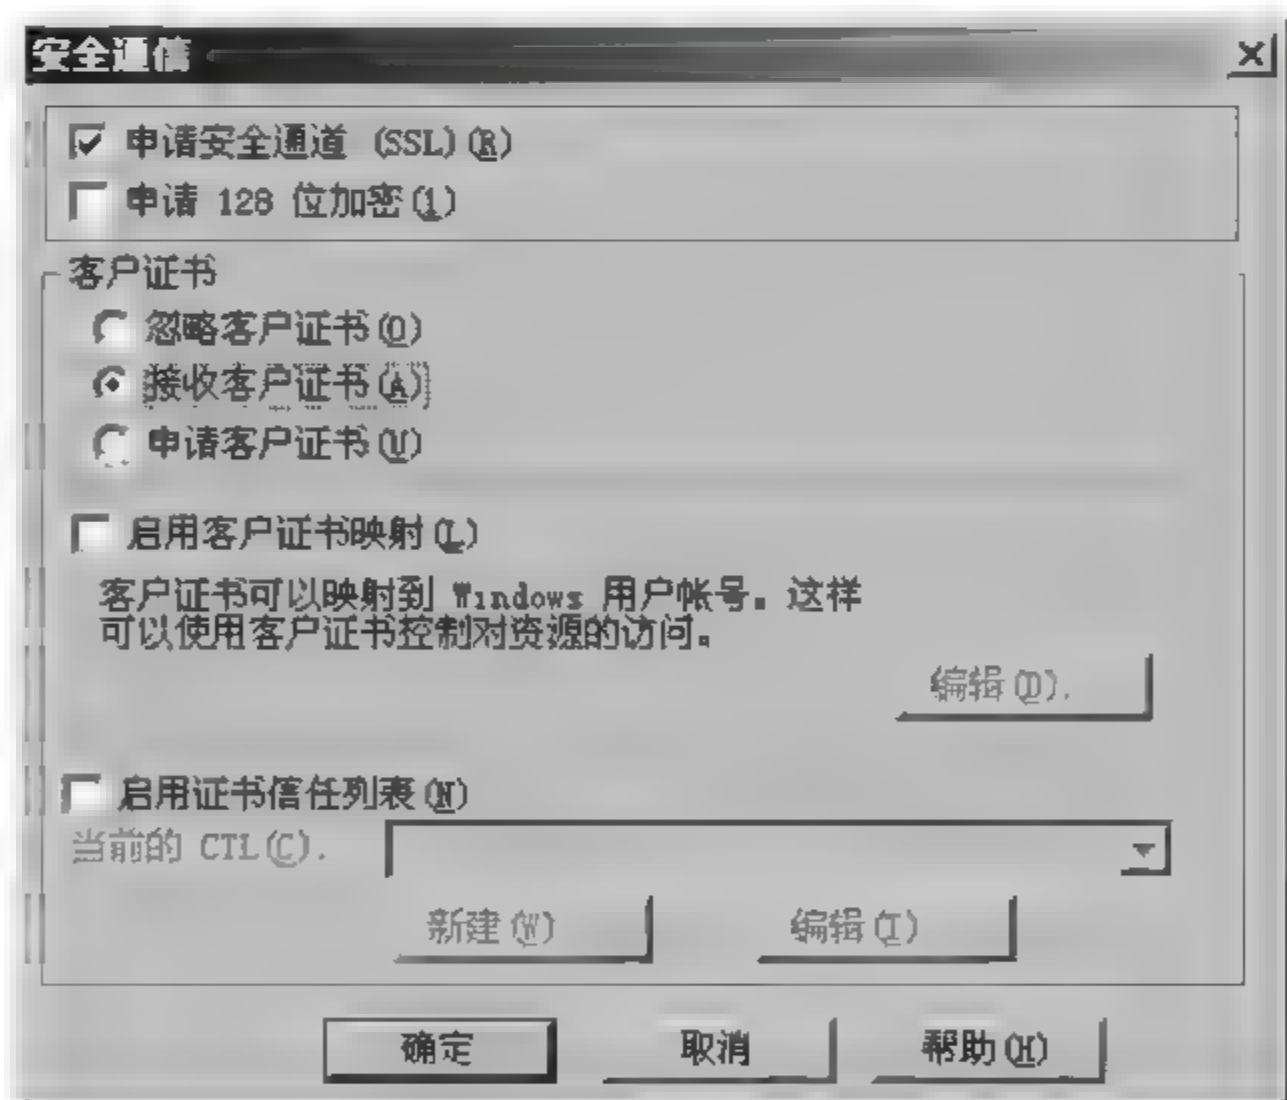 安全通信
申请安全通道 (SSL)(R)
申请 128 位加密(1)
客户证书
忽略客户证书(O)
接收客户证书(A)
申请客户证书(U)
启用客户证书映射(L)
客户证书可以映射到 Windows 用户帐号。这样
可以使用客户证书控制对资源的访问。
编辑(D).
启用证书信任列表(N)
当前的 CTL(C).
新建(W)
编辑(I)
确定
取消
帮助(H)